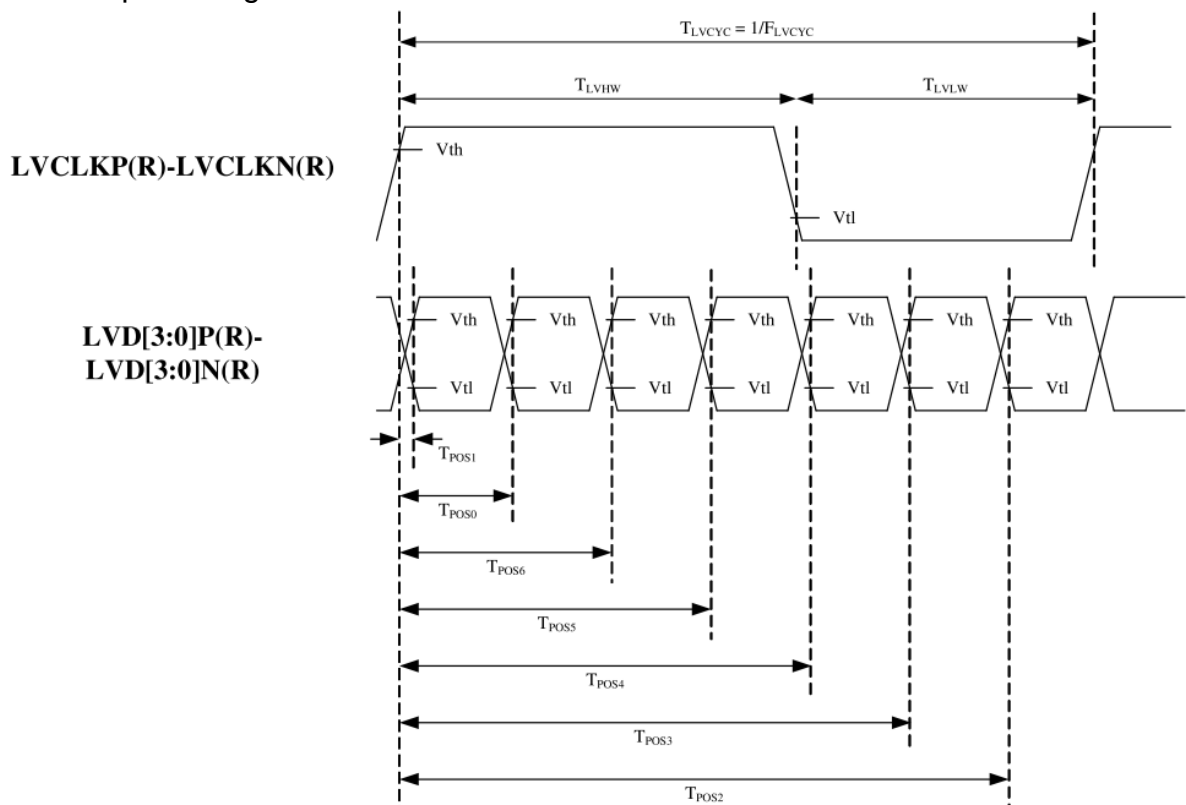 T_LVCYC = 1/F_LVCYC
T_LVHW T_LVLW
LVCLKP(R)-LVCLKN(R)
Vth
Vtl
LVD[3:0]P(R)-
LVD[3:0]N(R)
Vth Vth Vth Vth Vth Vth Vth
Vtl Vtl Vtl Vtl Vtl Vtl Vtl
T_POS1
T_POS0
T_POS6
T_POS5
T_POS4
T_POS3
T_POS2